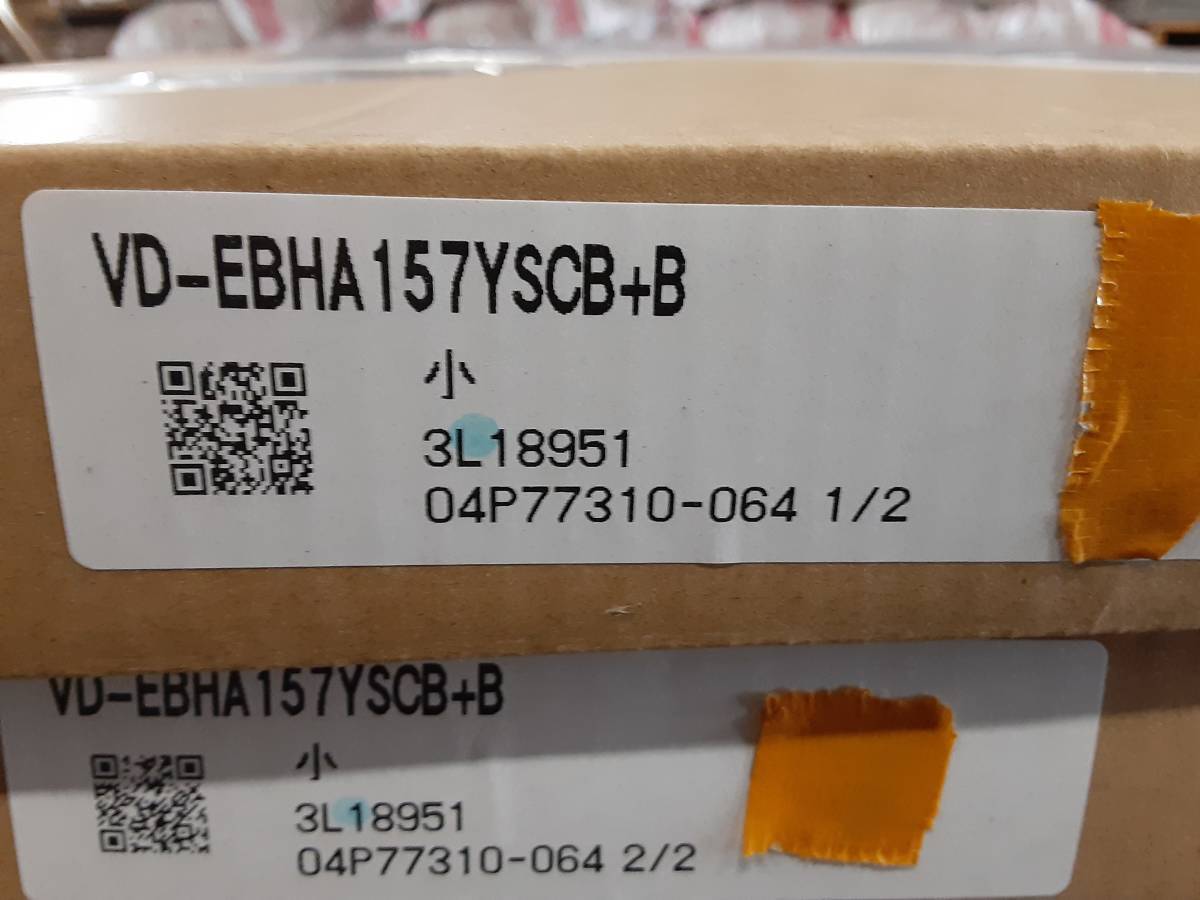 VD-EBHA157YSCB+B
小
3L18951
04P77310-064 1/2
VD-EBHA157YSCB+B
小
3L18951
04P77310-064 2/2